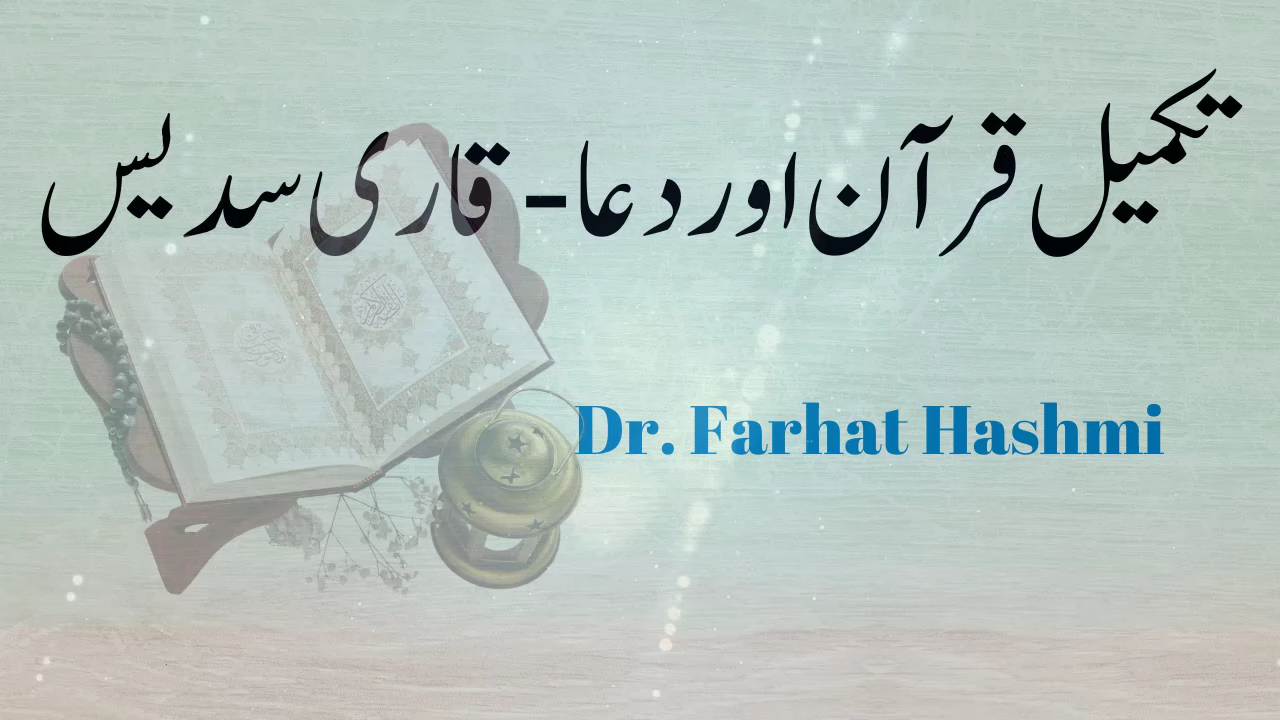 تکمیل قرآن اور دعا - قاری سدیس
Dr. Farhat Hashmi